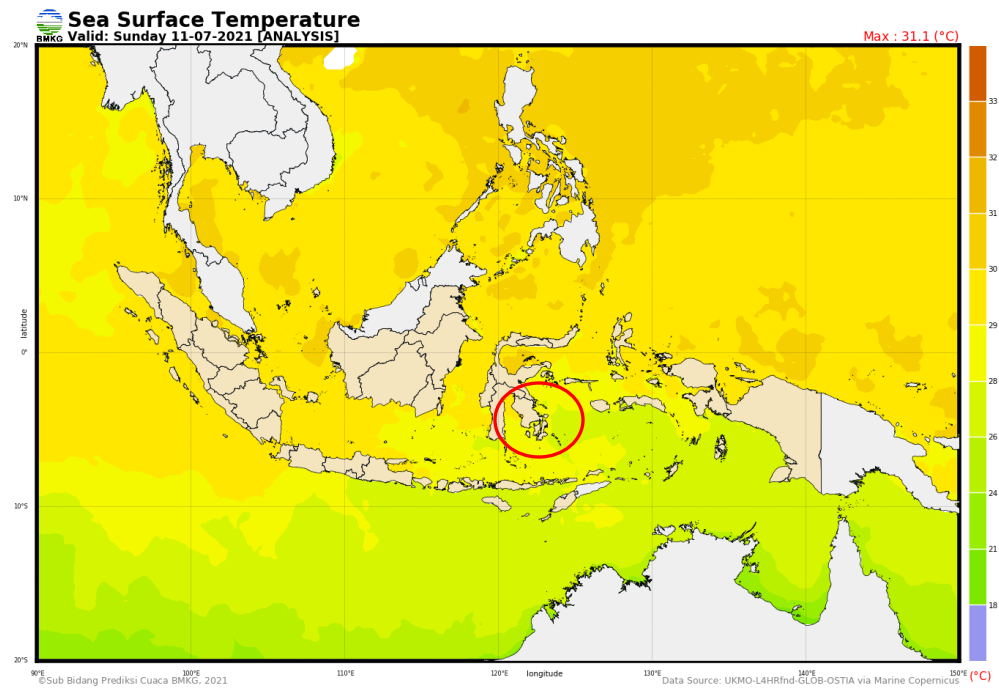 Sea Surface Temperature
BMKG Valid: Sunday 11-07-2021 [ANALYSIS]
Max : 31.1 (°C)
20°N
10°N
0°
10°S
20°S
latitude
90°E
100°E
110°E
120°E
130°E
140°E
150°E
longitude
33
32
31
30
29
28
26
24
21
18
(°C)
©Sub Bidang Prediksi Cuaca BMKG, 2021
Data Source: UKMO-L4HRfnd-GLOB-OSTIA via Marine Copernicus